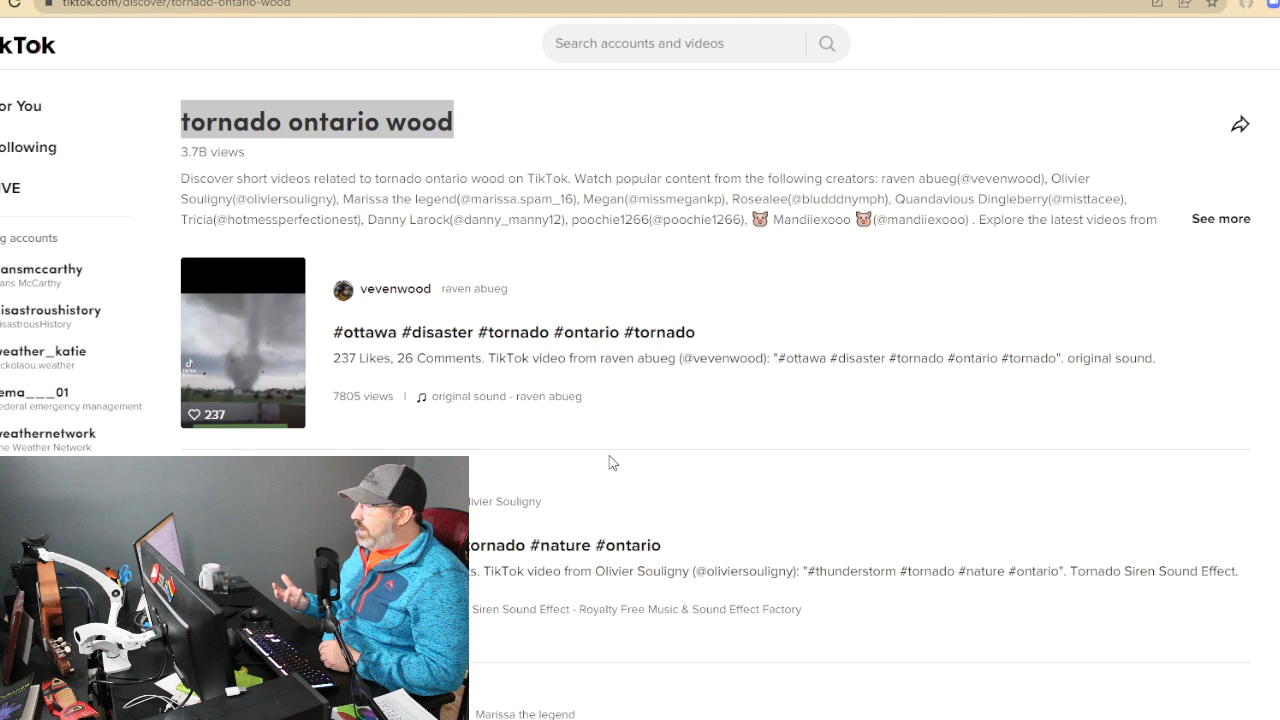 tiktok.com/discover/tornado-ontario-wood
kTok
Search accounts and videos
or You
ollowing
IVE
g accounts
ansmccarthy
ans McCarthy
isastroushistory
isastrousHistory
weather_katie
ickolaou.weather
ema___01
ederal emergency management
weathernetwork
he Weather Network
tornado ontario wood
3.7B views
Discover short videos related to tornado ontario wood on TikTok. Watch popular content from the following creators: raven abueg(@vevenwood), Olivier
Souligny(@oliviersouligny), Marissa the legend(@marissa.spam_16), Megan(@missmegankp), Rosealee(@bludddnymph), Quandavious Dingleberry(@misttacee),
Tricia(@hotmessperfectionest), Danny Larock(@danny_manny12), poochie1266(@poochie1266), 🐷 Mandiiexooo 🐷(@mandiiexooo) . Explore the latest videos from
See more
237
vevenwood raven abueg
#ottawa #disaster #tornado #ontario #tornado
237 Likes, 26 Comments. TikTok video from raven abueg (@vevenwood): "#ottawa #disaster #tornado #ontario #tornado". original sound.
7805 views | original sound - raven abueg
livier Souligny
ornado #nature #ontario
s. TikTok video from Olivier Souligny (@oliviersouligny): "#thunderstorm #tornado #nature #ontario". Tornado Siren Sound Effect.
Siren Sound Effect - Royalty Free Music & Sound Effect Factory
Marissa the legend